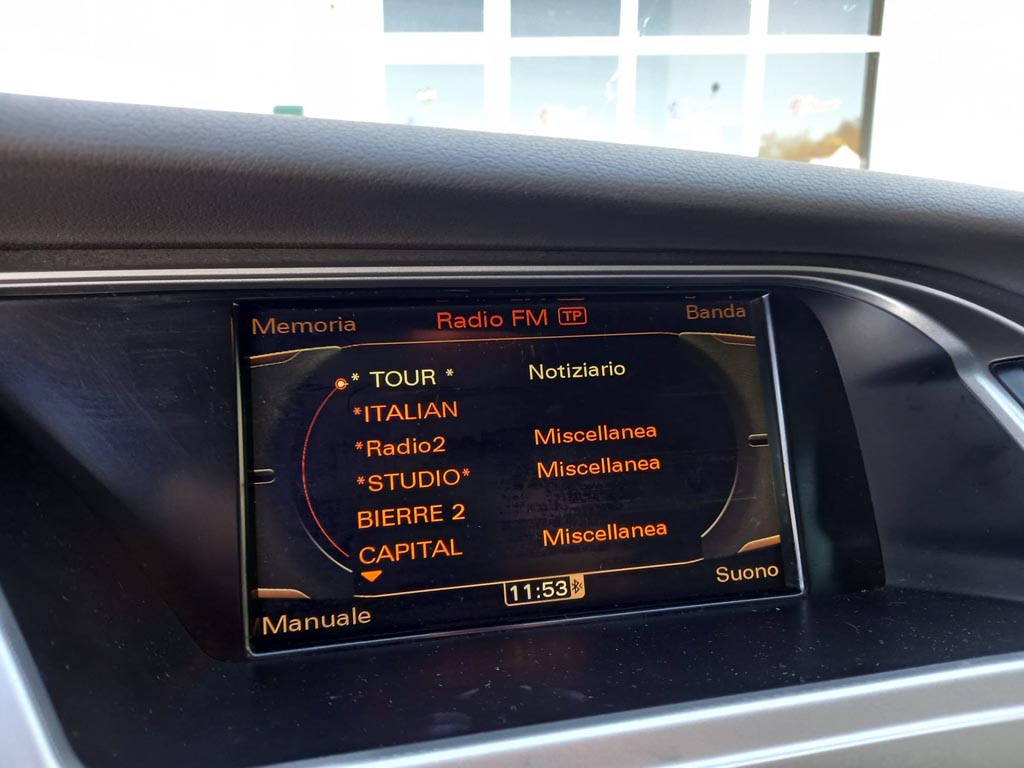 Memoria Radio FM TP Banda
* TOUR * Notiziario
*ITALIAN
*Radio2 Miscellanea
*STUDIO* Miscellanea
BIERRE 2
CAPITAL Miscellanea
11:53
Manuale Suono